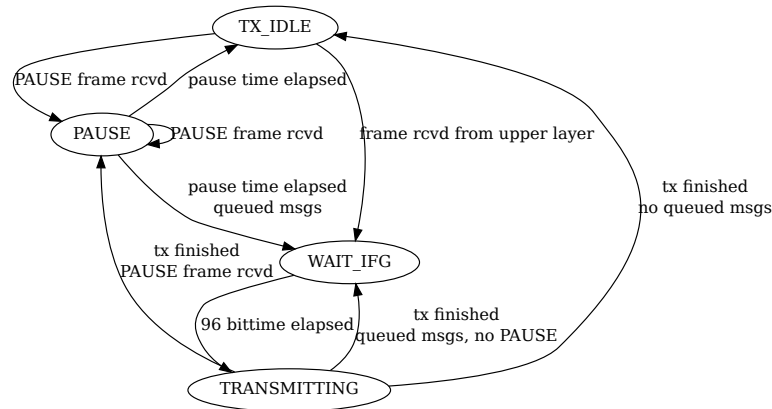 TX_IDLE
PAUSE frame rcvd
pause time elapsed
PAUSE
PAUSE frame rcvd
frame rcvd from upper layer
pause time elapsed
queued msgs
tx finished
no queued msgs
tx finished
PAUSE frame rcvd
WAIT_IFG
96 bittime elapsed
tx finished
queued msgs, no PAUSE
TRANSMITTING